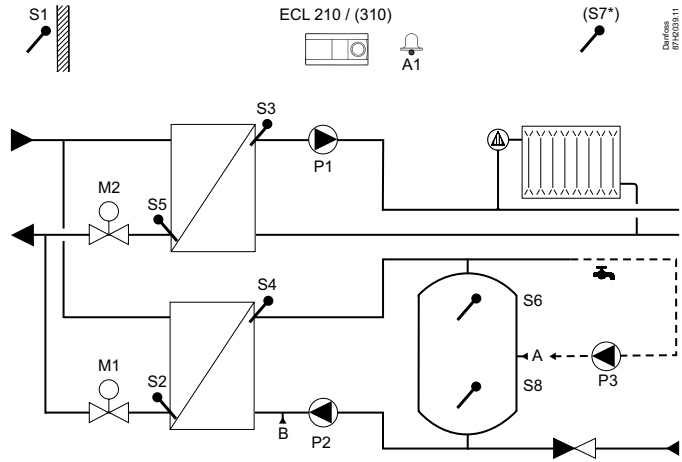 S1
ECL 210 / (310)
A1
(S7*)
Danfoss
87H2039.11
S3
P1
M2
S5
S4
S6
M1
S2
A
P3
S8
B
P2